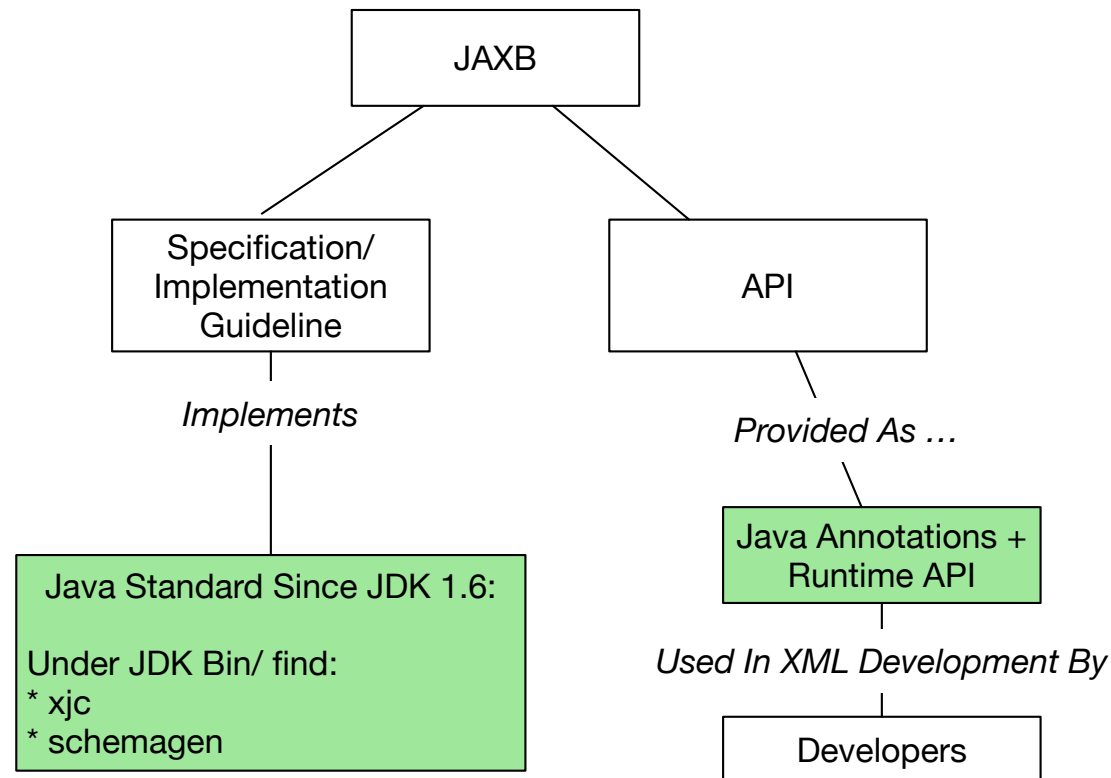 JAXB
Specification/
Implementation
Guideline
API
Implements
Provided As …
Java Standard Since JDK 1.6:
Under JDK Bin/ find:
* xjc
* schemagen
Java Annotations +
Runtime API
Used In XML Development By
Developers